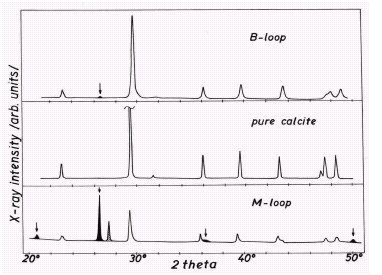 B-loop
pure calcite
M-loop
X-ray intensity /arb. units/
20° 30° 40° 50°
2 theta